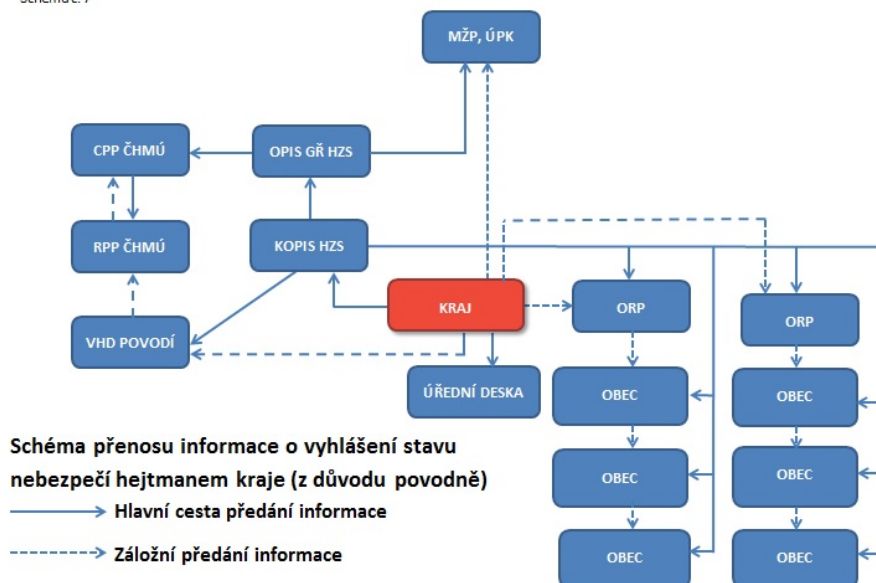 Schéma č. 7
MŽP, ÚPK
CPP ČHMÚ
OPIS GŘ HZS
RPP ČHMÚ
KOPIS HZS
KRAJ
ORP
ORP
VHD POVODÍ
ÚŘEDNÍ DESKA
OBEC
OBEC
OBEC
OBEC
OBEC
OBEC
Schéma přenosu informace o vyhlášení stavu
nebezpečí hejtmanem kraje (z důvodu povodně)
Hlavní cesta předání informace
Záložní předání informace